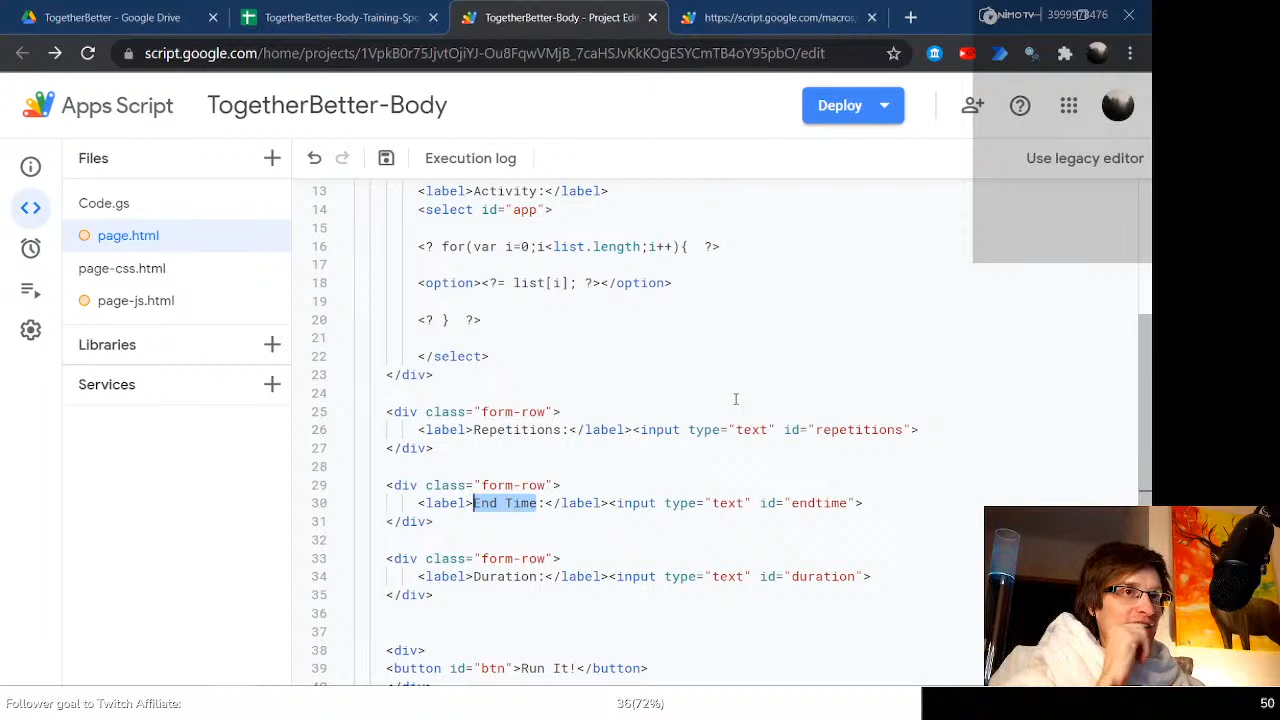 TogetherBetter - Google Drive
TogetherBetter-Body-Training-Spo
TogetherBetter-Body - Project Edit
https://script.google.com/macros/
NIMO TV
script.google.com/home/projects/1VpkB0r75JjvtOjiYJ-Ou8FqwVMjB_7caHSJvKkKOgESYCmTB4oY95pbO/edit
Apps Script
TogetherBetter-Body
Deploy
Files
Execution log
Use legacy editor
Code.gs
page.html
page-css.html
page-js.html
Libraries
Services
13 <label>Activity:</label>
14 <select id="app">
15
16 <? for(var i=0;i<list.length;i++){ ?>
17
18 <option><?= list[i]; ?></option>
19
20 <? } ?>
21
22 </select>
23 </div>
24
25 <div class="form-row">
26 <label>Repetitions:</label><input type="text" id="repetitions">
27 </div>
28
29 <div class="form-row">
30 <label>End Time:</label><input type="text" id="endtime">
31 </div>
32
33 <div class="form-row">
34 <label>Duration:</label><input type="text" id="duration">
35 </div>
36
37
38 <div>
39 <button id="btn">Run It!</button>
Follower goal to Twitch Affiliate:
36(72%)
50